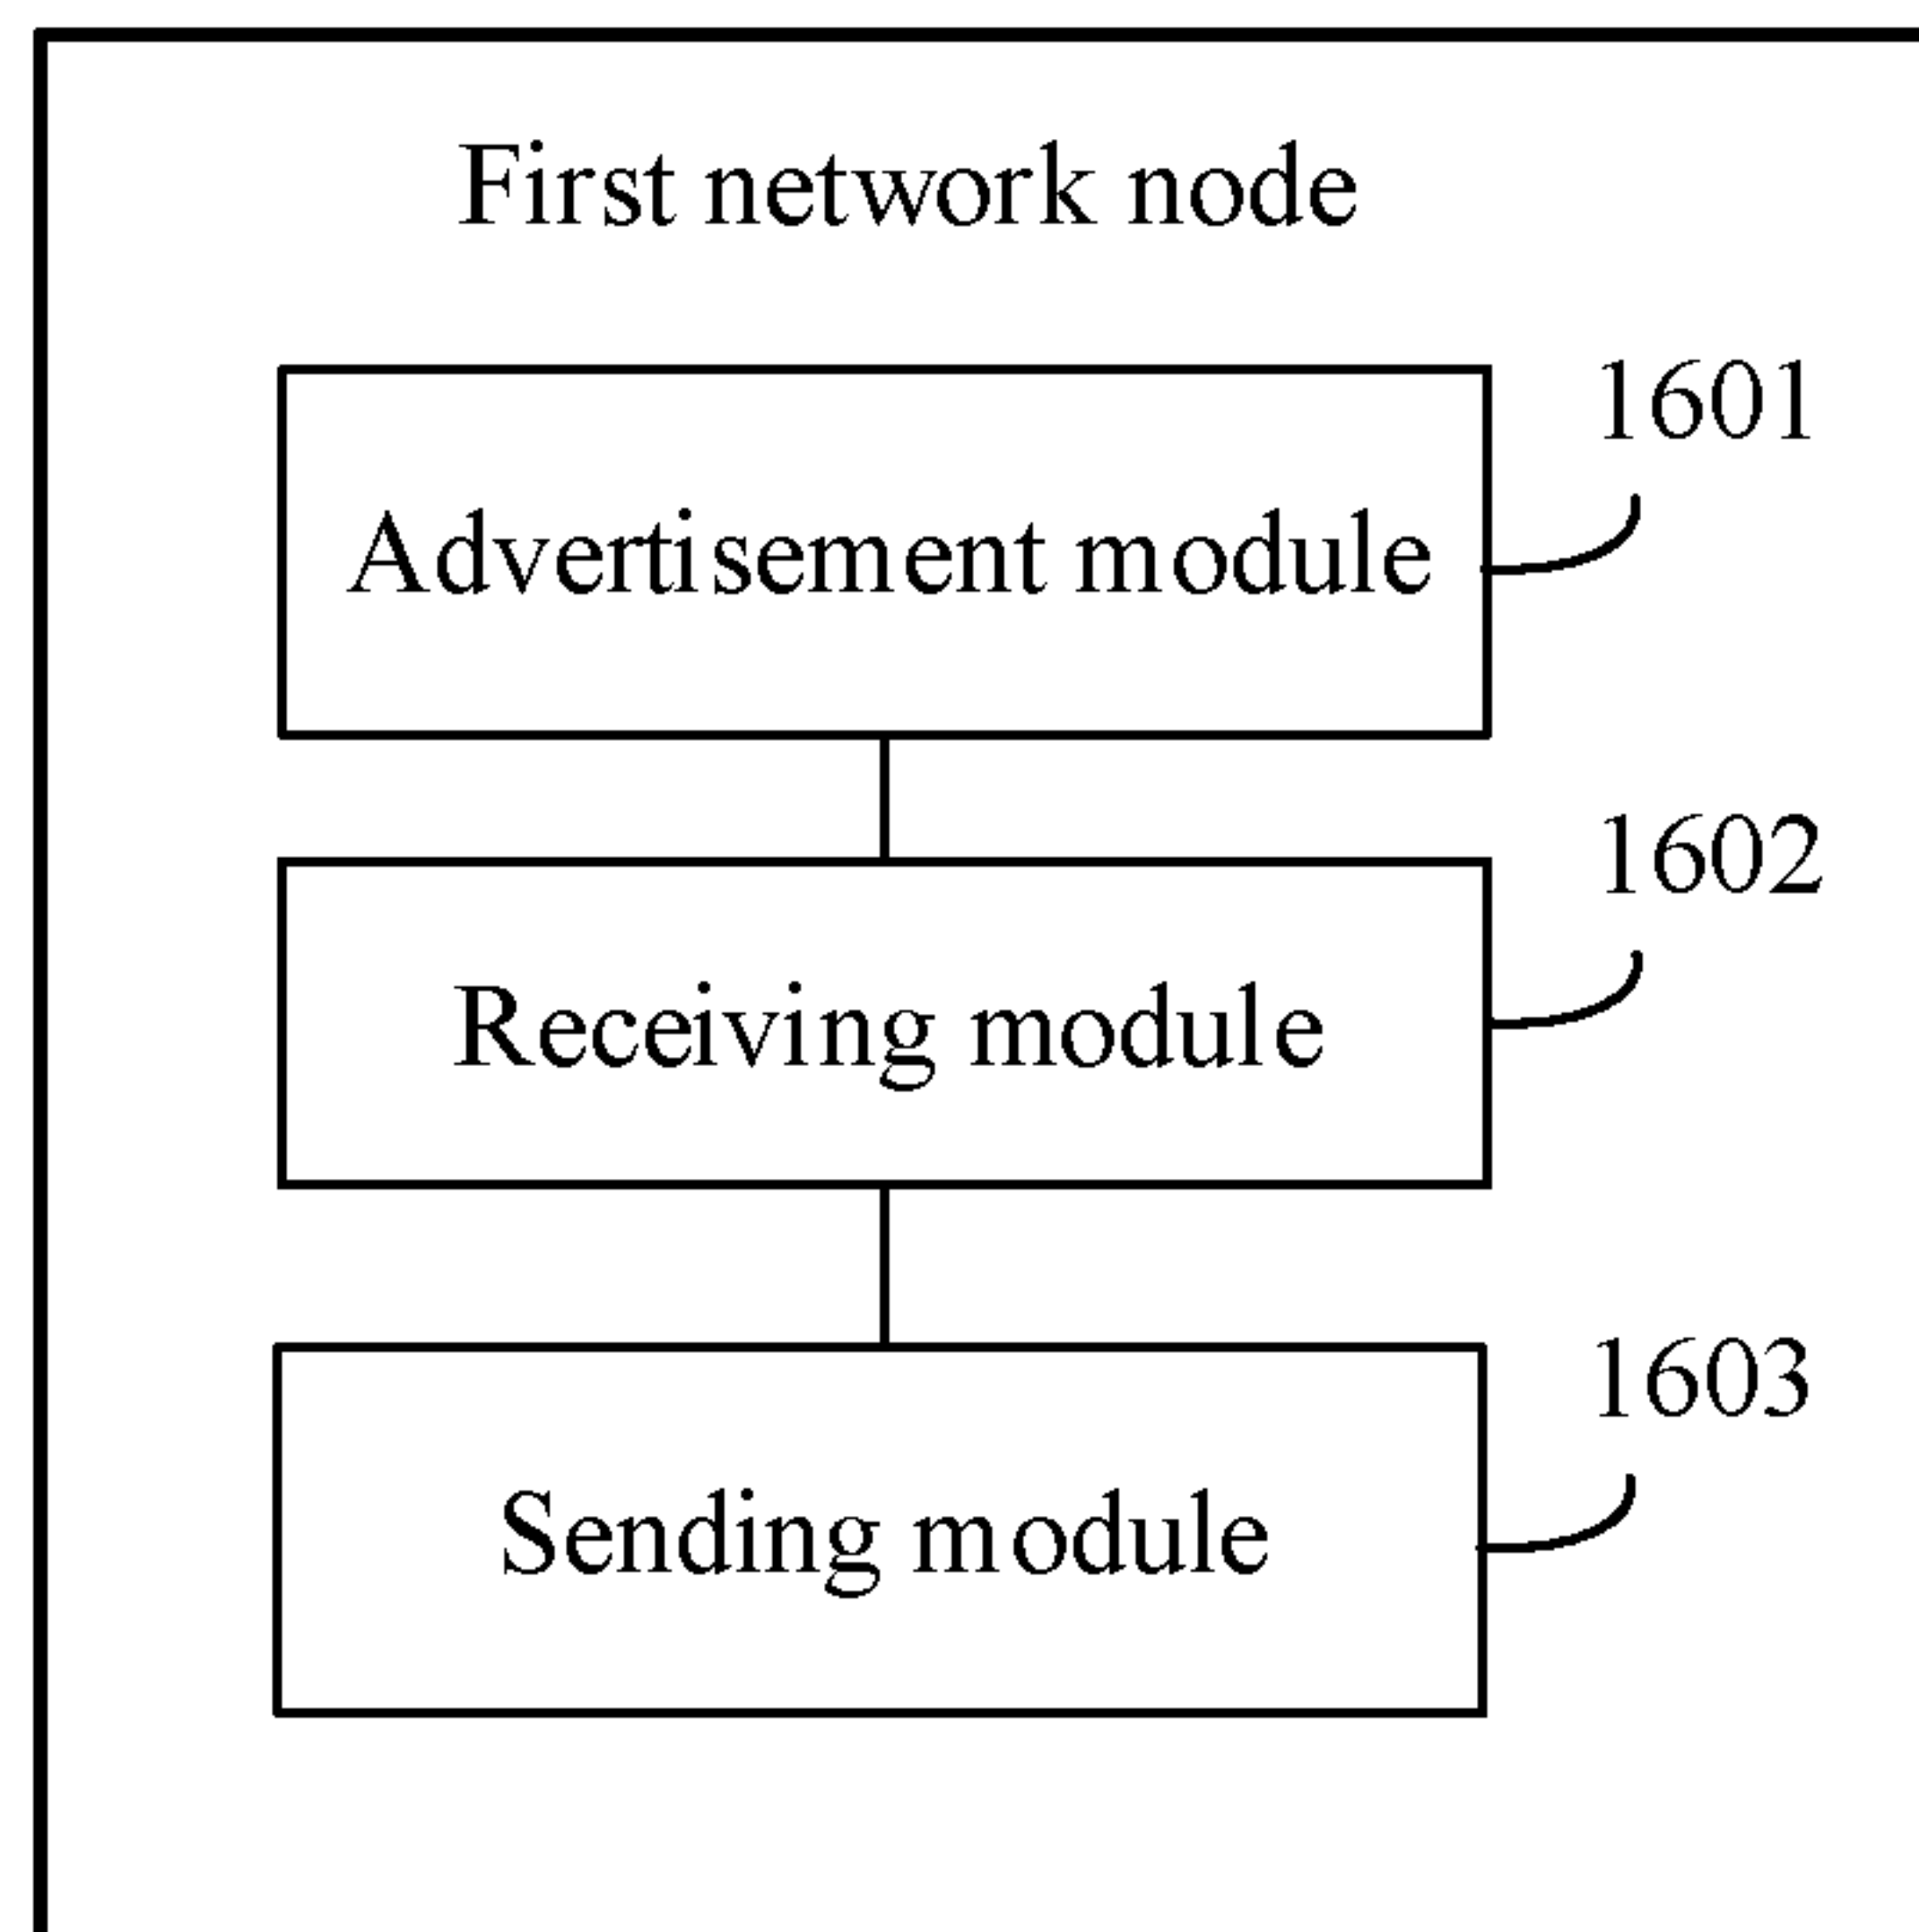 First network node
1601
Advertisement module
1602
Receiving module
1603
Sending module